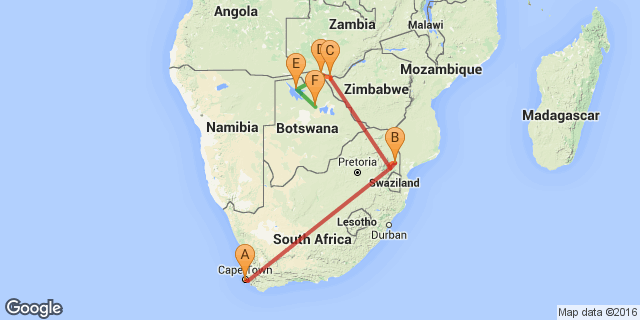 Angola
Zambia
Malawi
D
C
E
F
Mozambique
Zimbabwe
Madagascar
Namibia
Botswana
B
Pretoria
Swaziland
Lesotho
Durban
South Africa
A
Cape Town
Google
Map data ©2016